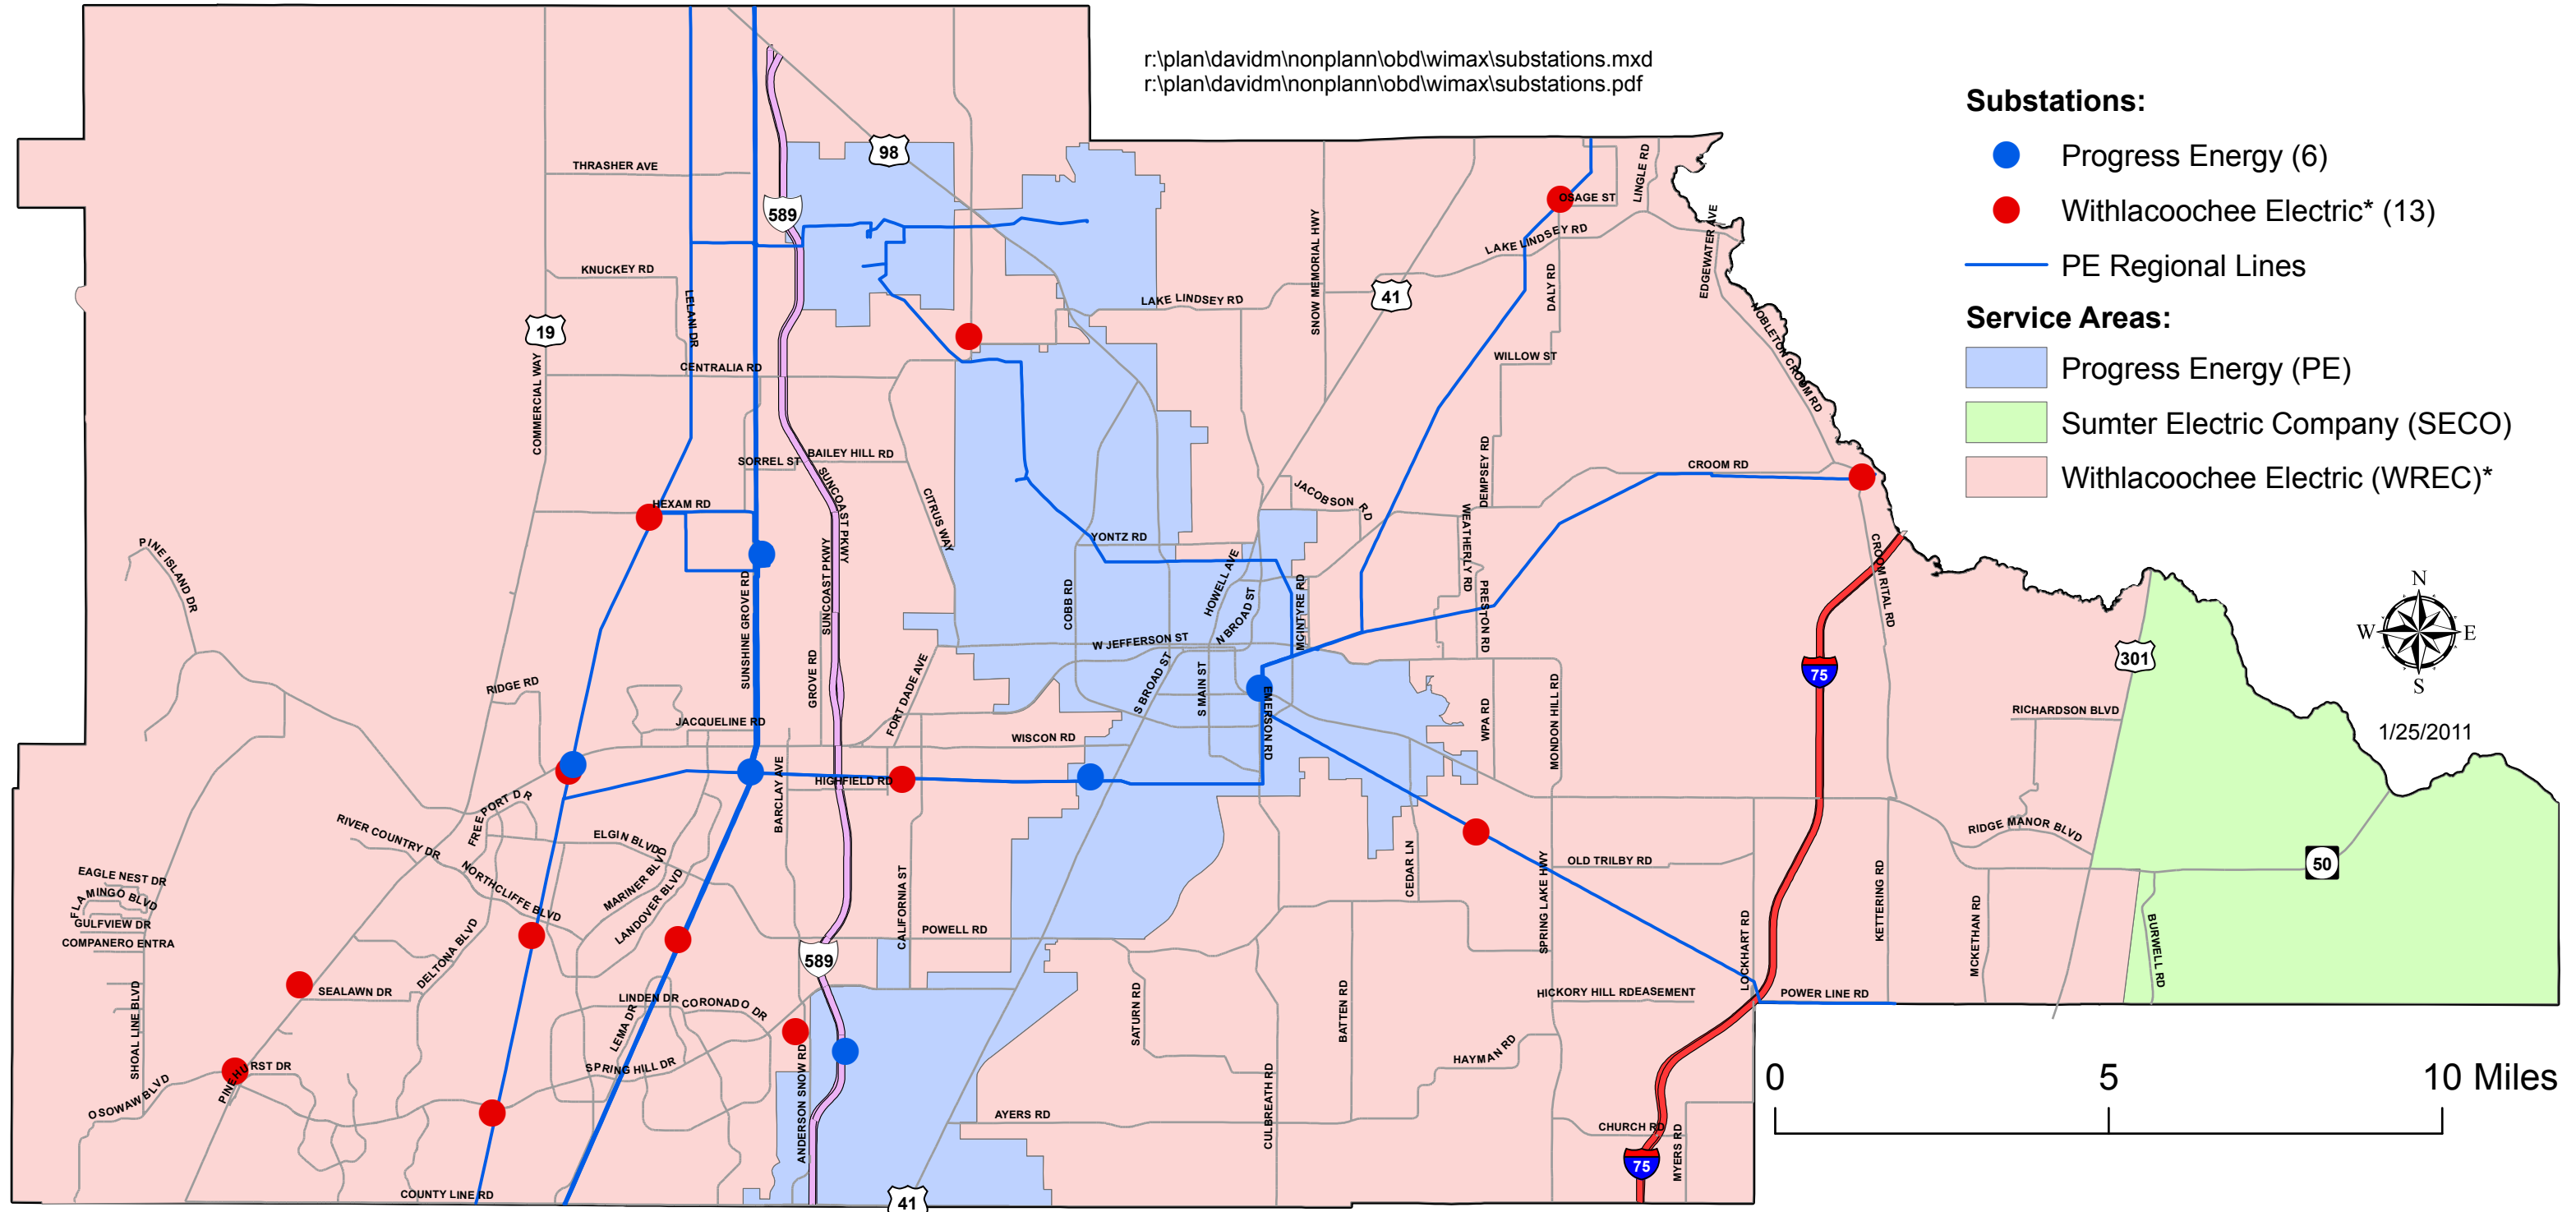 r:\plan\davidm\nonplann\obd\wimax\substations.mxd
r:\plan\davidm\nonplann\obd\wimax\substations.pdf
Substations:
Progress Energy (6)
Withlacoochee Electric* (13)
PE Regional Lines
Service Areas:
Progress Energy (PE)
Sumter Electric Company (SECO)
Withlacoochee Electric (WREC)*
N
W E
S
1/25/2011
0 5 10 Miles
98
THRASHER AVE
589
OSAGE ST
LINGLE RD
LAKE LINDSEY RD
EDGEWATER AVE
SNOW MEMORIAL HWY
KNUCKEY RD
DALY RD
41
LAKE LINDSEY RD
LELANI DR
19
NOBLETON CROOM RD
WILLOW ST
CENTRALIA RD
COMMERCIAL WAY
BAILEY HILL RD
SORREL ST
SUNCOAST PKWY
CROOM RD
DEMPSEY RD
JACOBSON RD
CITRUS WAY
HEXAM RD
WEATHERLY RD
YONTZ RD
PINE ISLAND DR
CROOM RITAL RD
HOWELL AVE
SUNSHINE GROVE RD
SUNCOAST PKWY
COBB RD
N BROAD ST
MCINTYRE RD
PRESTON RD
W JEFFERSON ST
301
75
GROVE RD
FORT DADE AVE
S BROAD ST
S MAIN ST
EMERSON RD
WPA RD
MONDON HILL RD
RIDGE RD
RICHARDSON BLVD
JACQUELINE RD
WISCON RD
HIGHFIELD RD
BARCLAY AVE
FREEPORT DR
RIVER COUNTRY DR
ELGIN BLVD
RIDGE MANOR BLVD
OLD TRILBY RD
50
CEDAR LN
SPRING LAKE HWY
KETTERING RD
EAGLE NEST DR
FLAMINGO BLVD
GULFVIEW DR
COMPANERO ENTRA
NORTHCLIFFE BLVD
MARINER BLVD
LANDOVER BLVD
CALIFORNIA ST
POWELL RD
DELTONA BLVD
589
LOCKHART RD
MCKETHAN RD
BURWELL RD
SEALAWN DR
LINDEN DR
CORONADO DR
HICKORY HILL RD
EASEMENT
POWER LINE RD
SHOAL LINE BLVD
LEMA DR
SATURN RD
BATTEN RD
HAYMAN RD
SPRING HILL DR
ANDERSON SNOW RD
PINEHURST DR
OSOWAW BLVD
AYERS RD
CULBREATH RD
CHURCH RD
MYERS RD
75
COUNTY LINE RD
41